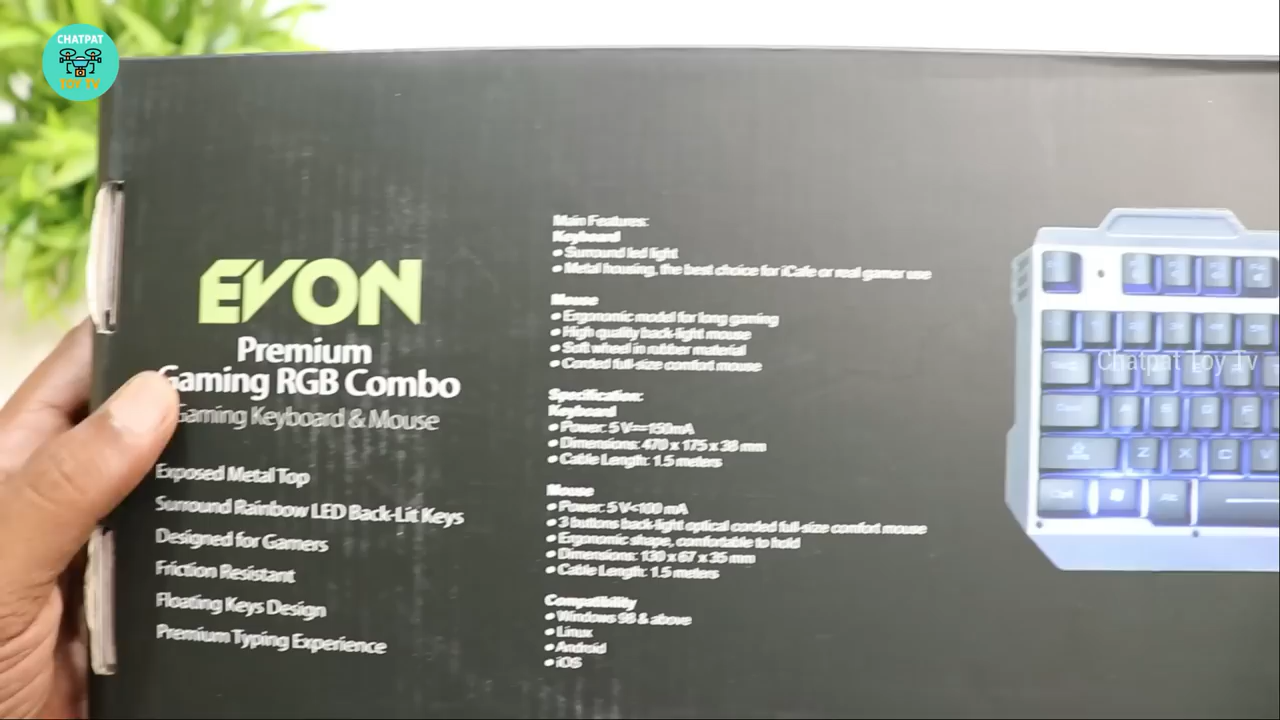 CHATPAT
TOY TV
EVON
Premium
Gaming RGB Combo
Gaming Keyboard & Mouse
Exposed Metal Top
Surround Rainbow LED Back-Lit Keys
Designed for Gamers
Friction Resistant
Floating Keys Design
Premium Typing Experience
Main Features:
Keyboard
• Surround led light
• Metal housing, the best choice for iCafe or real gamer use
Mouse
• Ergonomic model for long gaming
• High quality back-light mouse
• Soft wheel in rubber material
• Corded full-size comfort mouse
Specification:
Keyboard
• Power: 5 V⎓150mA
• Dimensions: 470 x 175 x 38 mm
• Cable Length: 1.5 meters
Mouse
• Power: 5 V<100 mA
• 3 buttons back-light optical corded full-size comfort mouse
• Ergonomic shape, comfortable to hold
• Dimensions: 130 x 67 x 35 mm
• Cable Length: 1.5 meters
Compatibility
• Windows 98 & above
• Linux
• Android
• iOS
Chatpat Toy Tv
A S D F
Z X C V
Ctrl Alt